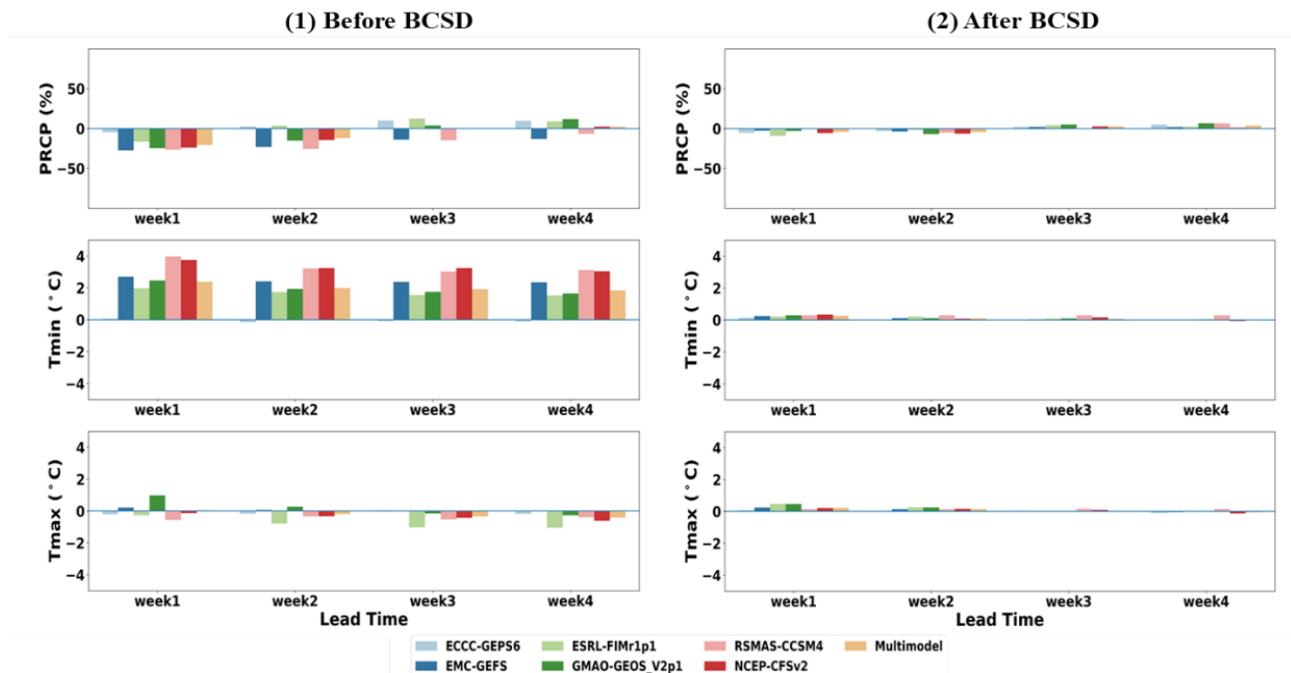 (1) Before BCSD
(2) After BCSD
PRCP (%)
50
0
−50
week1 week2 week3 week4
PRCP (%)
50
0
−50
week1 week2 week3 week4
Tmin (°C)
4
2
0
−2
−4
week1 week2 week3 week4
Tmin (°C)
4
2
0
−2
−4
week1 week2 week3 week4
Tmax (°C)
4
2
0
−2
−4
week1 week2 week3 week4
Lead Time
Tmax (°C)
4
2
0
−2
−4
week1 week2 week3 week4
Lead Time
ECCC-GEPS6 ESRL-FIMr1p1 RSMAS-CCSM4 Multimodel
EMC-GEFS GMAO-GEOS_V2p1 NCEP-CFSv2